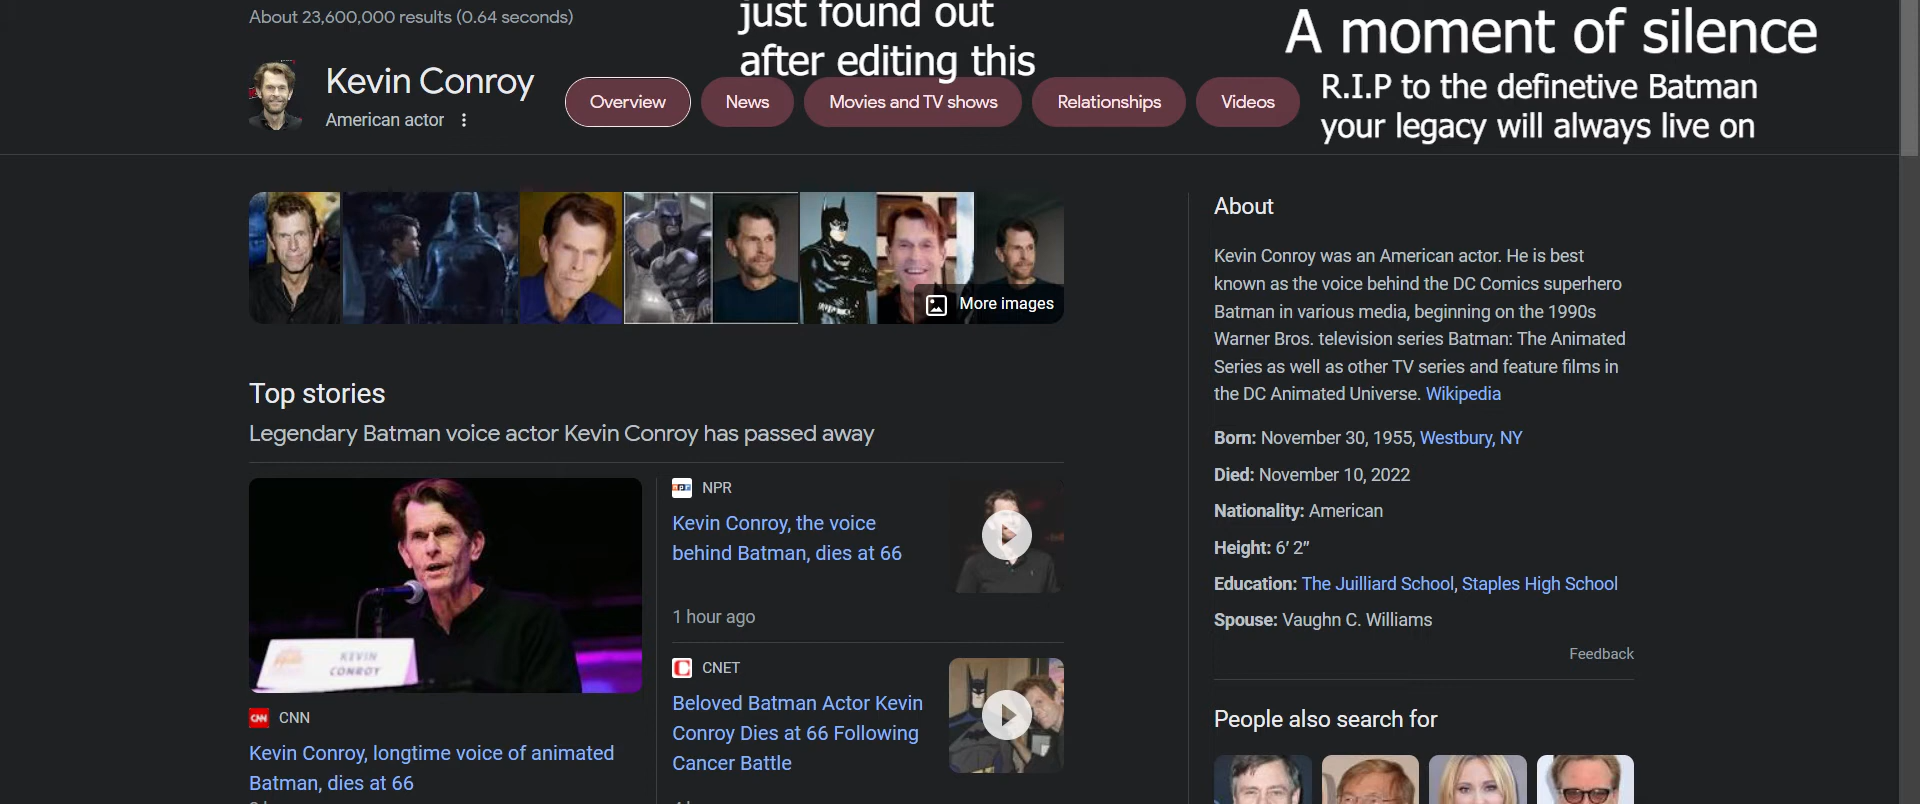 About 23,600,000 results (0.64 seconds)
just found out
after editing this
A moment of silence
R.I.P to the definetive Batman
your legacy will always live on
Kevin Conroy
American actor
Overview
News
Movies and TV shows
Relationships
Videos
More images
Top stories
Legendary Batman voice actor Kevin Conroy has passed away
KEVIN
CONROY
CNN
CNN
Kevin Conroy, longtime voice of animated
Batman, dies at 66
npr
NPR
Kevin Conroy, the voice
behind Batman, dies at 66
1 hour ago
C
CNET
Beloved Batman Actor Kevin
Conroy Dies at 66 Following
Cancer Battle
About
Kevin Conroy was an American actor. He is best
known as the voice behind the DC Comics superhero
Batman in various media, beginning on the 1990s
Warner Bros. television series Batman: The Animated
Series as well as other TV series and feature films in
the DC Animated Universe. Wikipedia
Born: November 30, 1955, Westbury, NY
Died: November 10, 2022
Nationality: American
Height: 6′ 2″
Education: The Juilliard School, Staples High School
Spouse: Vaughn C. Williams
Feedback
People also search for